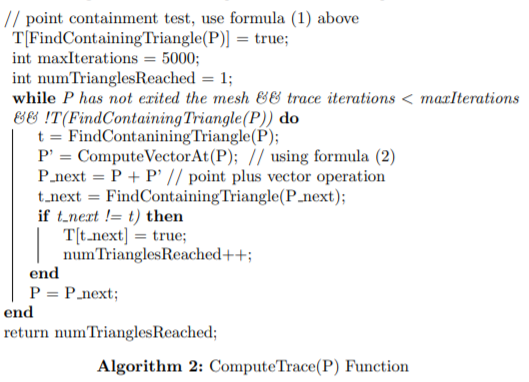 // point containment test, use formula (1) above
T[FindContainingTriangle(P)] = true;
int maxIterations = 5000;
int numTrianglesReached = 1;
while P has not exited the mesh && trace iterations < maxIterations
&& !T(FindContainingTriangle(P)) do
t = FindContaniningTriangle(P);
P' = ComputeVectorAt(P); // using formula (2)
P_next = P + P' // point plus vector operation
t_next = FindContainingTriangle(P_next);
if t_next != t) then
T[t_next] = true;
numTrianglesReached++;
end
P = P_next;
end
return numTrianglesReached;
Algorithm 2: ComputeTrace(P) Function